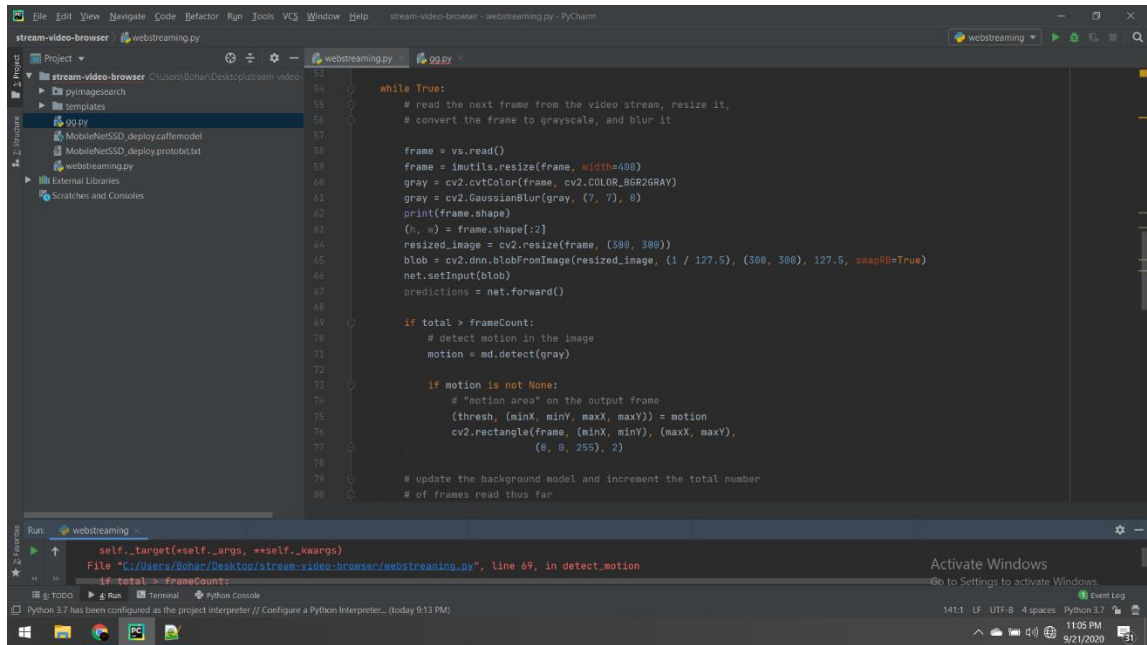 File Edit View Navigate Code Refactor Run Tools VCS Window Help stream-video-browser - webstreaming.py - PyCharm
stream-video-browser webstreaming.py webstreaming
Project webstreaming.py gg.py
stream-video-browser C:\Users\Bohar\Desktop\stream-video-
pyimagesearch
templates
gg.py
MobileNetSSD_deploy.caffemodel
MobileNetSSD_deploy.prototxt.txt
webstreaming.py
External Libraries
Scratches and Consoles
1: Project
7: Structure
2: Favorites
53
54 while True:
55 # read the next frame from the video stream, resize it,
56 # convert the frame to grayscale, and blur it
57
58 frame = vs.read()
59 frame = imutils.resize(frame, width=400)
60 gray = cv2.cvtColor(frame, cv2.COLOR_BGR2GRAY)
61 gray = cv2.GaussianBlur(gray, (7, 7), 0)
62 print(frame.shape)
63 (h, w) = frame.shape[:2]
64 resized_image = cv2.resize(frame, (300, 300))
65 blob = cv2.dnn.blobFromImage(resized_image, (1 / 127.5), (300, 300), 127.5, swapRB=True)
66 net.setInput(blob)
67 predictions = net.forward()
68
69 if total > frameCount:
70 # detect motion in the image
71 motion = md.detect(gray)
72
73 if motion is not None:
74 # "motion area" on the output frame
75 (thresh, (minX, minY, maxX, maxY)) = motion
76 cv2.rectangle(frame, (minX, minY), (maxX, maxY),
77 (0, 0, 255), 2)
78
79 # update the background model and increment the total number
80 # of frames read thus far
Run: webstreaming
self._target(*self._args, **self._kwargs)
File "C:/Users/Bohar/Desktop/stream-video-browser/webstreaming.py", line 69, in detect_motion
if total > frameCount:
Activate Windows
Go to Settings to activate Windows.
6: TODO 4: Run Terminal Python Console 1 Event Log
Python 3.7 has been configured as the project interpreter // Configure a Python Interpreter... (today 9:13 PM) 141:1 LF UTF-8 4 spaces Python 3.7
11:05 PM
9/21/2020
31